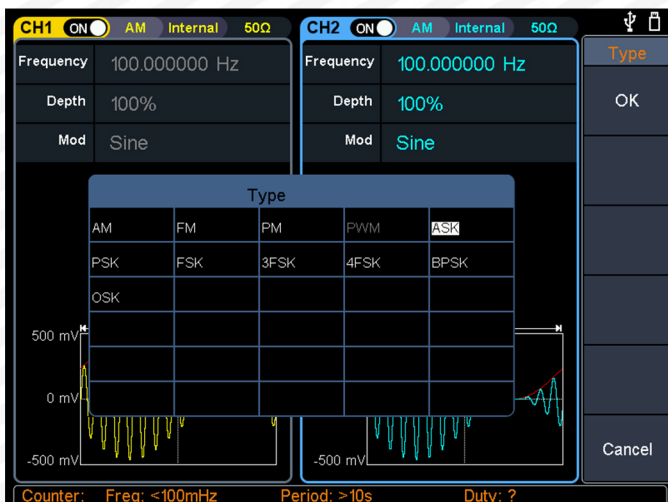 CH1 ON AM Internal 50Ω CH2 ON AM Internal 50Ω
Type
Frequency 100.000000 Hz Frequency 100.000000 Hz
OK
Depth 100% Depth 100%
Mod Sine Mod Sine
Type
AM FM PM PWM ASK
PSK FSK 3FSK 4FSK BPSK
OSK
500 mV
0 mV
-500 mV -500 mV
Cancel
Counter: Freq: <100mHz Period: >10s Duty: ?